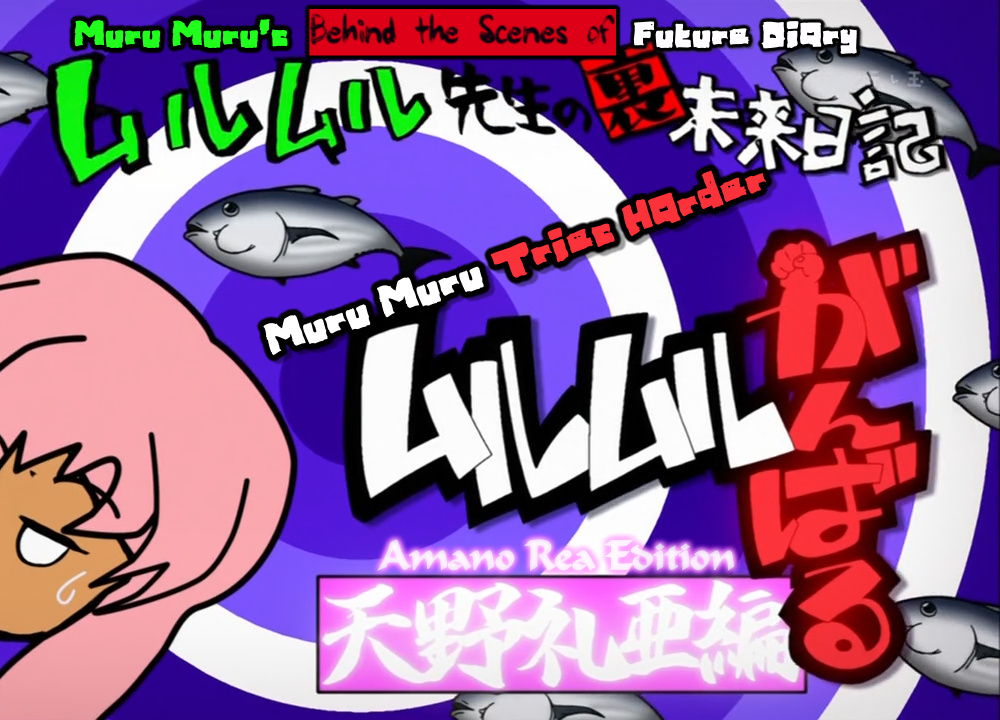 Muru Muru's Behind the Scenes of Future Diary
ムルムル先生の裏未来日記
Muru Muru Tries Harder
ムルムル
がんばる
Amano Rea Edition
天野礼亜編